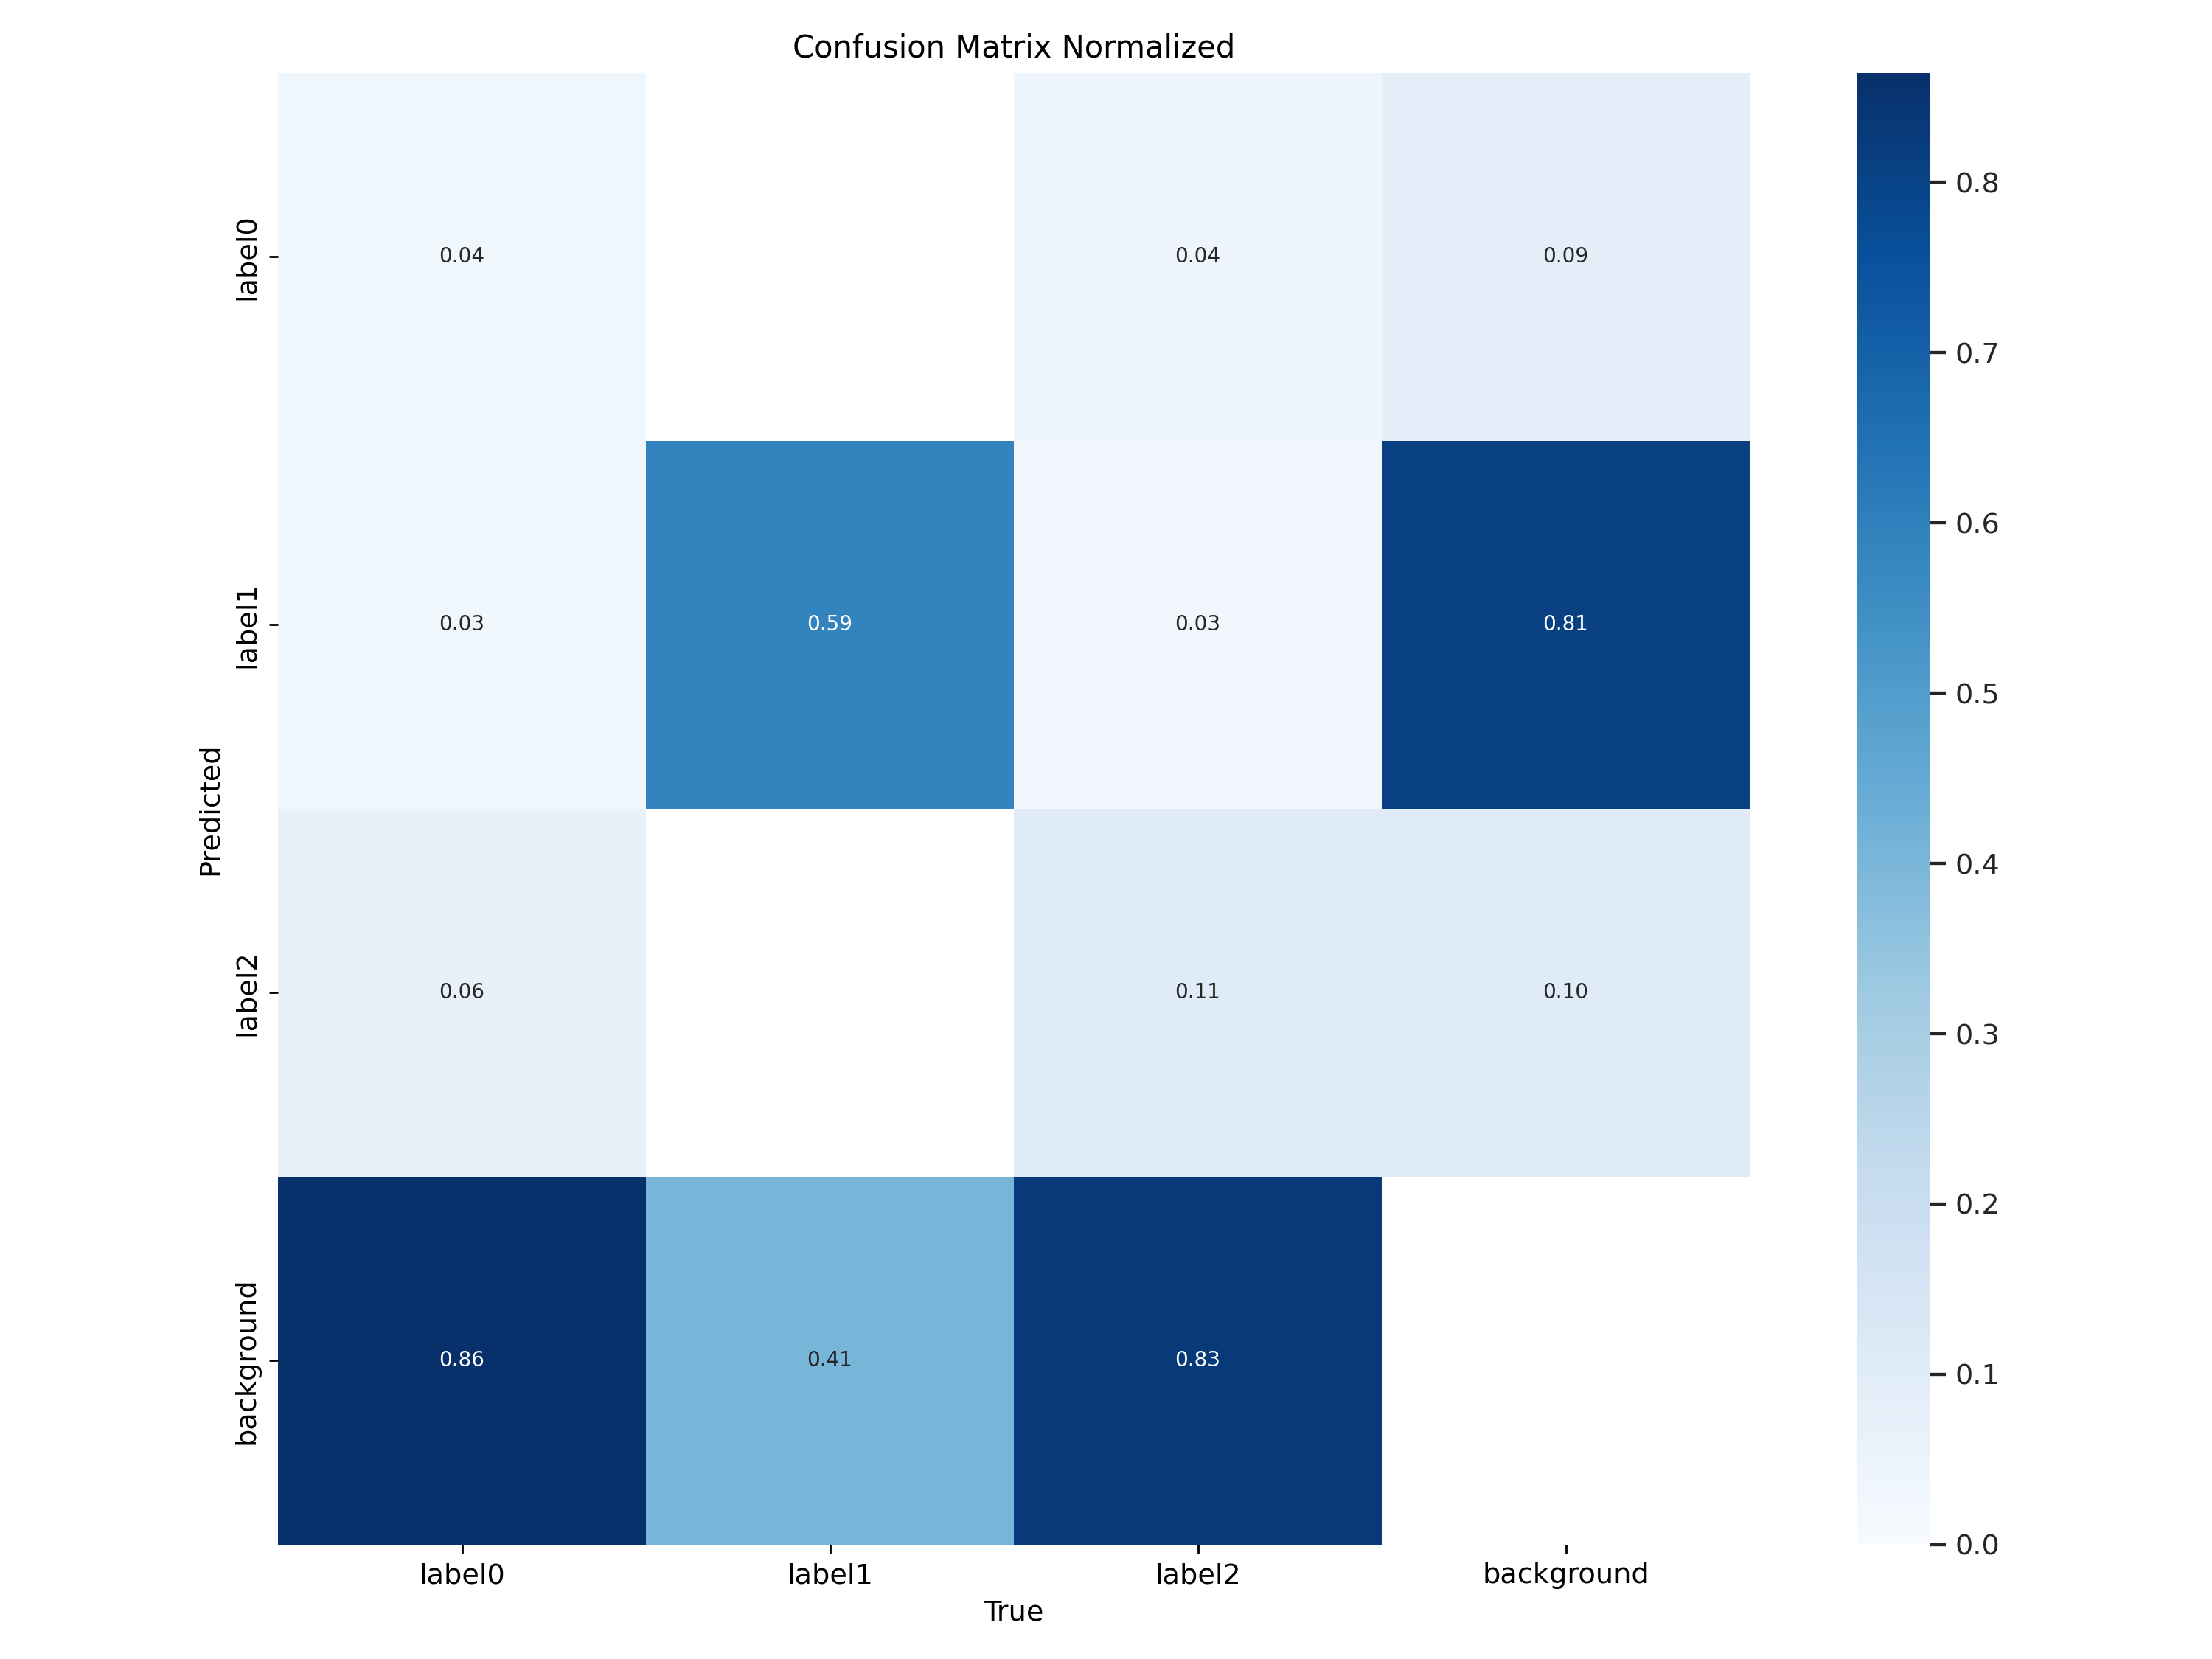 Confusion Matrix Normalized
label0
0.04
0.04
0.09
label1
0.03
0.59
0.03
0.81
label2
0.06
0.11
0.10
background
0.86
0.41
0.83
Predicted
label0
label1
label2
background
True
0.8
0.7
0.6
0.5
0.4
0.3
0.2
0.1
0.0